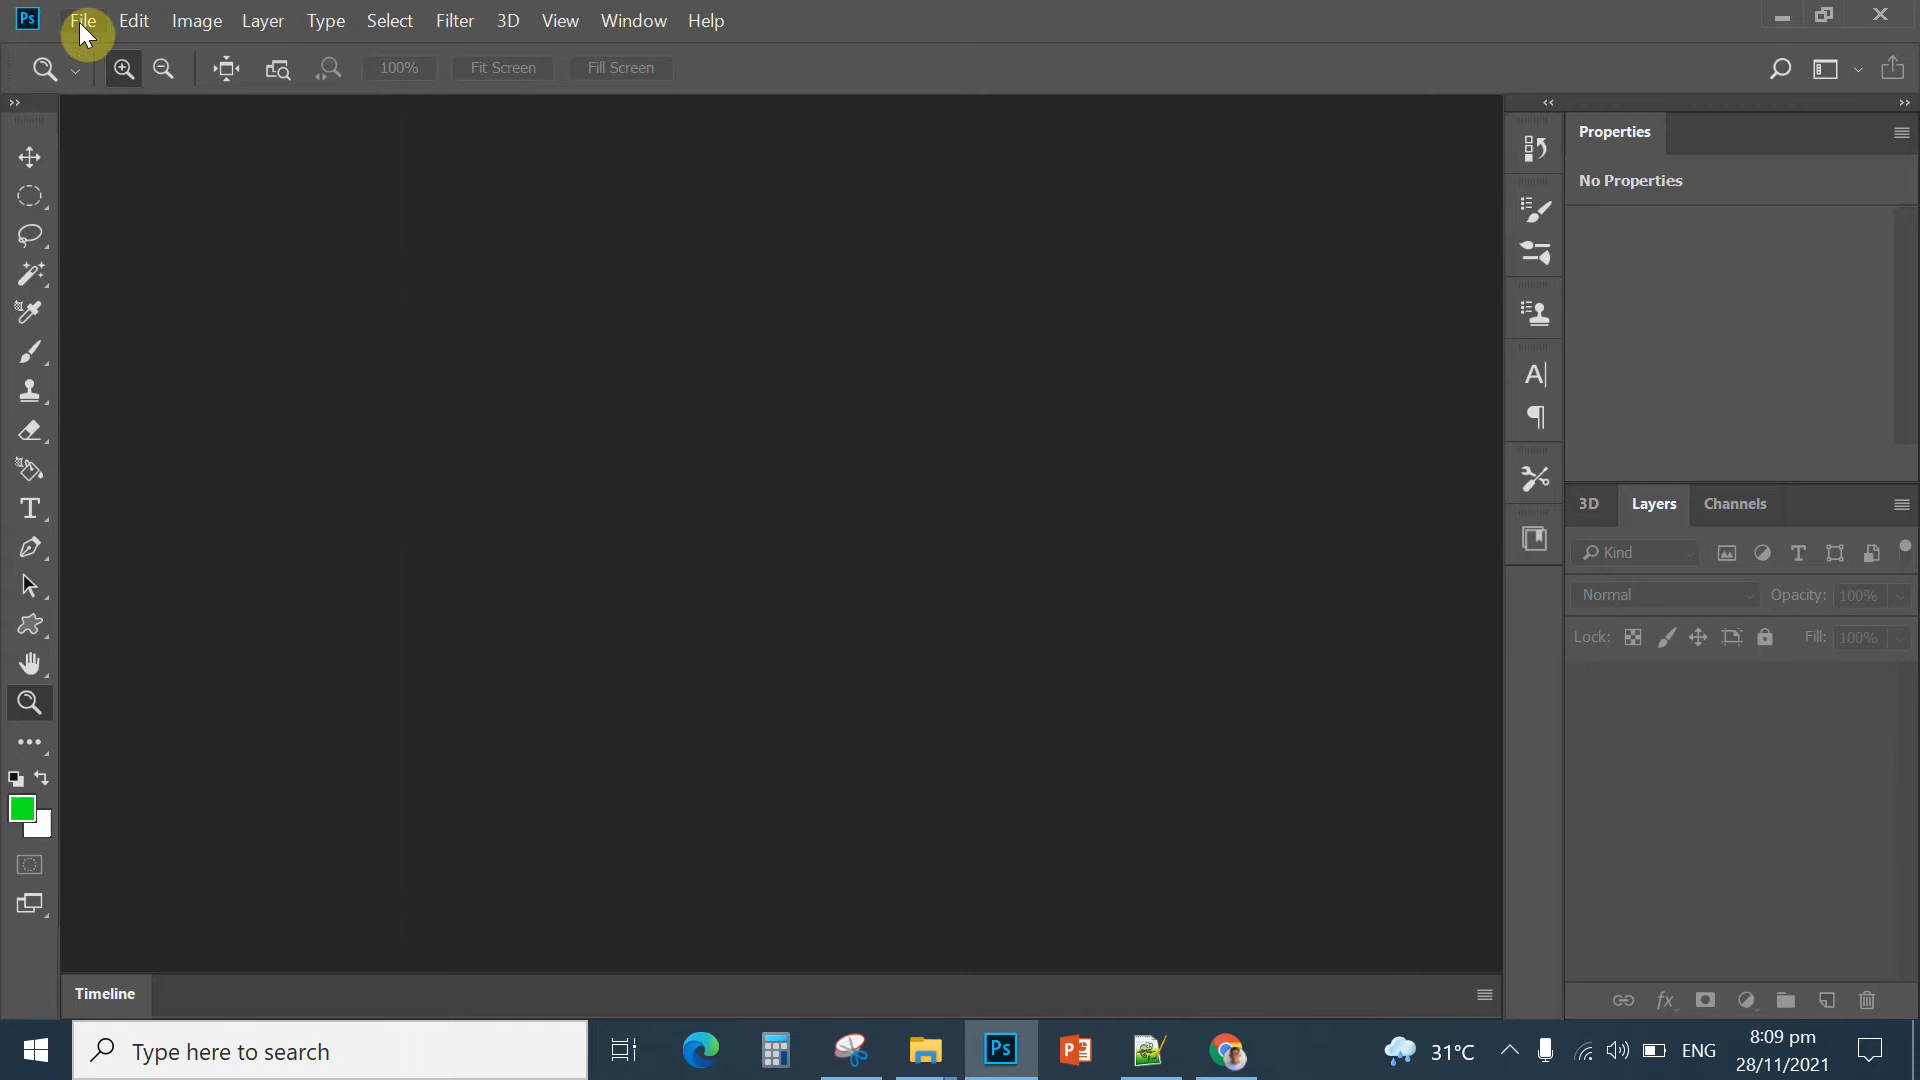 Ps File Edit Image Layer Type Select Filter 3D View Window Help
100% Fit Screen Fill Screen
Properties
No Properties
3D Layers Channels
Kind
Normal Opacity: 100%
Lock: Fill: 100%
Timeline
Type here to search
Ps
31°C
ENG
8:09 pm
28/11/2021